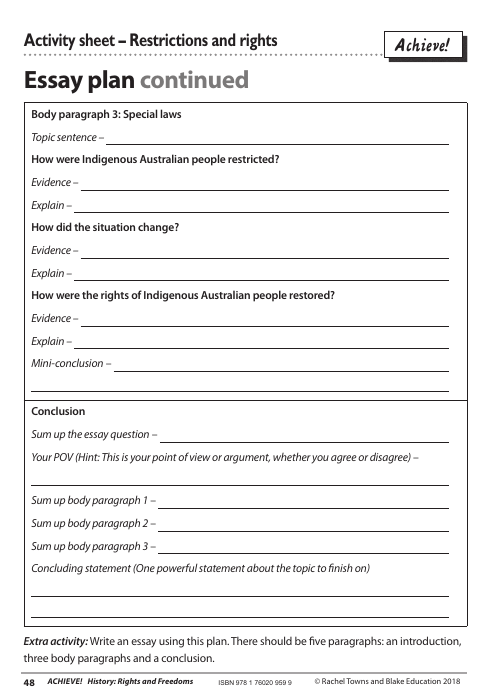 Activity sheet – Restrictions and rights
Achieve!
Essay plan continued
Body paragraph 3: Special laws
Topic sentence –
How were Indigenous Australian people restricted?
Evidence –
Explain –
How did the situation change?
Evidence –
Explain –
How were the rights of Indigenous Australian people restored?
Evidence –
Explain –
Mini-conclusion –
Conclusion
Sum up the essay question –
Your POV (Hint: This is your point of view or argument, whether you agree or disagree) –
Sum up body paragraph 1 –
Sum up body paragraph 2 –
Sum up body paragraph 3 –
Concluding statement (One powerful statement about the topic to finish on)
Extra activity: Write an essay using this plan. There should be five paragraphs: an introduction,
three body paragraphs and a conclusion.
48 ACHIEVE! History: Rights and Freedoms ISBN 978 1 76020 959 9 © Rachel Towns and Blake Education 2018